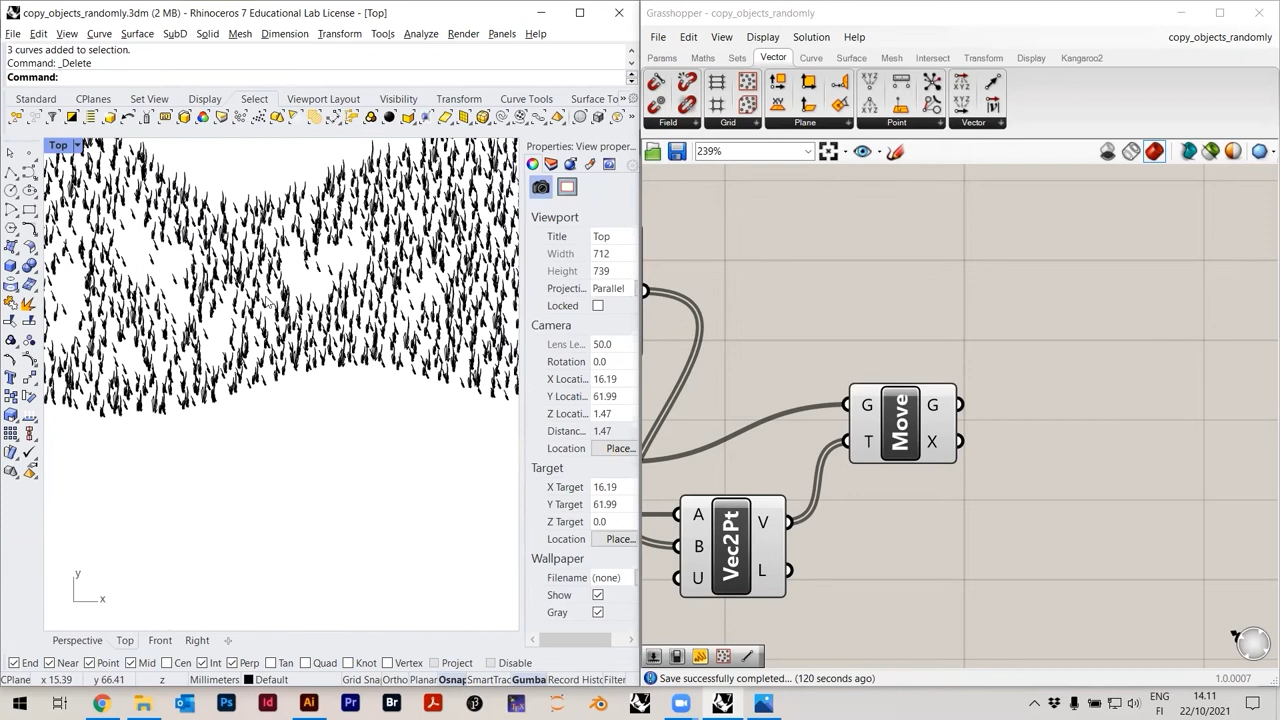 copy_objects_randomly.3dm (2 MB) - Rhinoceros 7 Educational Lab License - [Top]
File Edit View Curve Surface SubD Solid Mesh Dimension Transform Tools Analyze Render Panels Help
3 curves added to selection.
Command: _Delete
Command:
Standard CPlanes Set View Display Select Viewport Layout Visibility Transform Curve Tools Surface To
Top
Properties: View proper...
Viewport
Title Top
Width 712
Height 739
Projecti... Parallel
Locked
Camera
Lens Le... 50.0
Rotation 0.0
X Locati... 16.19
Y Locati... 61.99
Z Locati... 1.47
Distanc... 1.47
Location Place...
Target
X Target 16.19
Y Target 61.99
Z Target 0.0
Location Place...
Wallpaper
Filename (none)
Show
Gray
y
x
Perspective Top Front Right
End Near Point Mid Cen Int Perp Tan Quad Knot Vertex Project Disable
CPlane x 15.39 y 66.41 z Millimeters Default Grid Snap Ortho Planar Osnap SmartTrac Gumba Record Histo Filter
Grasshopper - copy_objects_randomly
File Edit View Display Solution Help copy_objects_randomly
Params Maths Sets Vector Curve Surface Mesh Intersect Transform Display Kangaroo2
Field Grid Plane Point Vector
239%
G Move G
T X
A Vec2Pt V
B L
U
Save successfully completed... (120 seconds ago) 1.0.0007
ENG 14.11
FI 22/10/2021